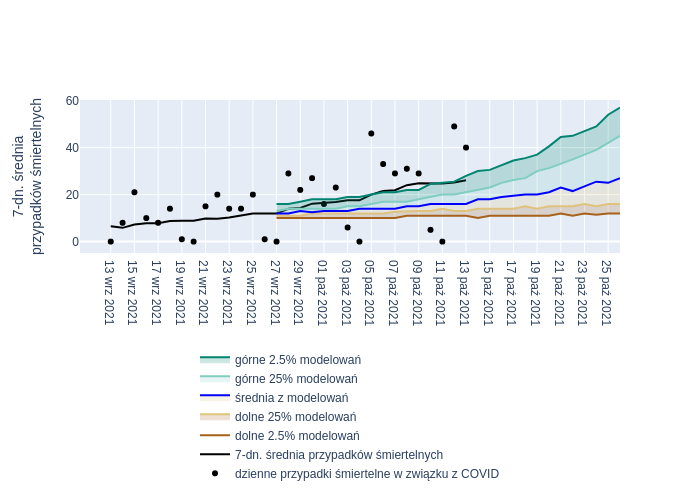 7-dn. średnia
przypadków śmiertelnych
60
40
20
0
13 wrz 2021
15 wrz 2021
17 wrz 2021
19 wrz 2021
21 wrz 2021
23 wrz 2021
25 wrz 2021
27 wrz 2021
29 wrz 2021
01 paź 2021
03 paź 2021
05 paź 2021
07 paź 2021
09 paź 2021
11 paź 2021
13 paź 2021
15 paź 2021
17 paź 2021
19 paź 2021
21 paź 2021
23 paź 2021
25 paź 2021
górne 2.5% modelowań
górne 25% modelowań
średnia z modelowań
dolne 25% modelowań
dolne 2.5% modelowań
7-dn. średnia przypadków śmiertelnych
dzienne przypadki śmiertelne w związku z COVID